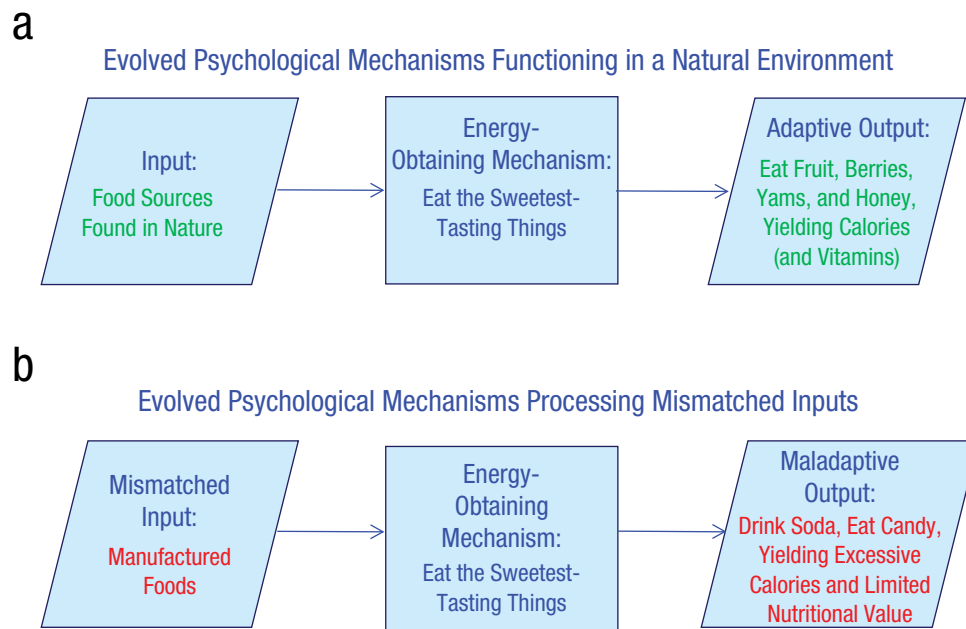 a
Evolved Psychological Mechanisms Functioning in a Natural Environment
Input:
Food Sources
Found in Nature
Energy-
Obtaining Mechanism:
Eat the Sweetest-
Tasting Things
Adaptive Output:
Eat Fruit, Berries,
Yams, and Honey,
Yielding Calories
(and Vitamins)
b
Evolved Psychological Mechanisms Processing Mismatched Inputs
Mismatched
Input:
Manufactured
Foods
Energy-
Obtaining
Mechanism:
Eat the Sweetest-
Tasting Things
Maladaptive
Output:
Drink Soda, Eat Candy,
Yielding Excessive
Calories and Limited
Nutritional Value